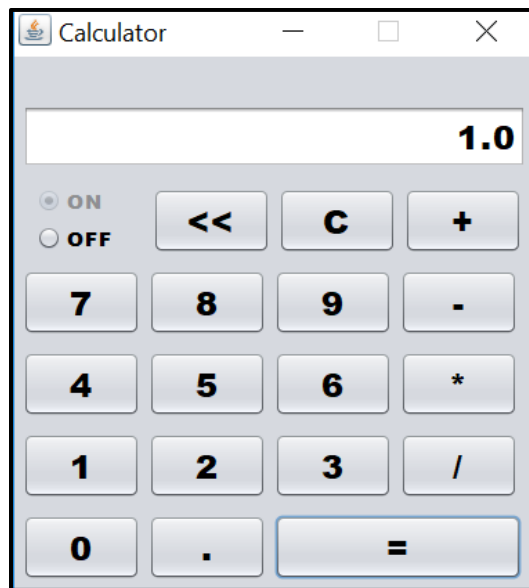 Calculator
1.0
ON
OFF
<< C +
7 8 9 -
4 5 6 *
1 2 3 /
0 . =